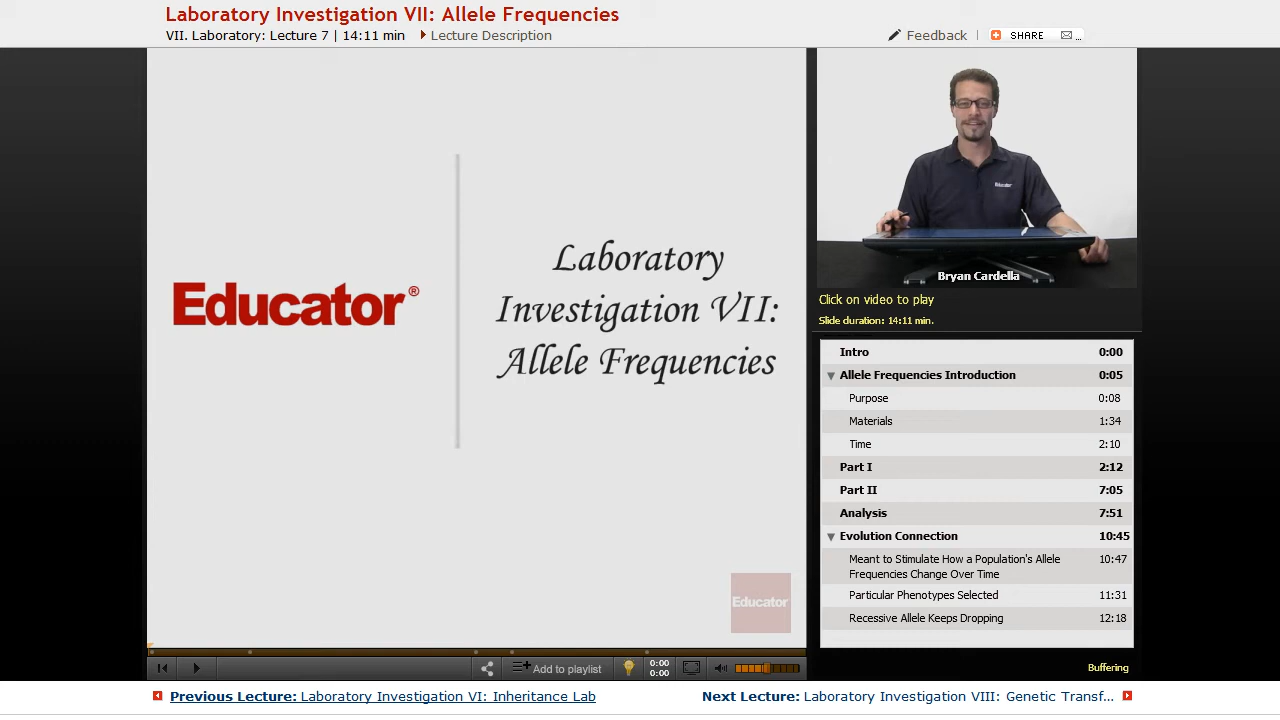 Laboratory Investigation VII: Allele Frequencies
VII. Laboratory: Lecture 7 | 14:11 min
Lecture Description
Feedback
SHARE
...
Educator®
Laboratory
Investigation VII:
Allele Frequencies
Educator
Educator
Bryan Cardella
Click on video to play
Slide duration: 14:11 min.
Intro 0:00
Allele Frequencies Introduction 0:05
Purpose 0:08
Materials 1:34
Time 2:10
Part I 2:12
Part II 7:05
Analysis 7:51
Evolution Connection 10:45
Meant to Stimulate How a Population's Allele 10:47
Frequencies Change Over Time
Particular Phenotypes Selected 11:31
Recessive Allele Keeps Dropping 12:18
Add to playlist
0:00
0:00
Buffering
Previous Lecture: Laboratory Investigation VI: Inheritance Lab
Next Lecture: Laboratory Investigation VIII: Genetic Transf...